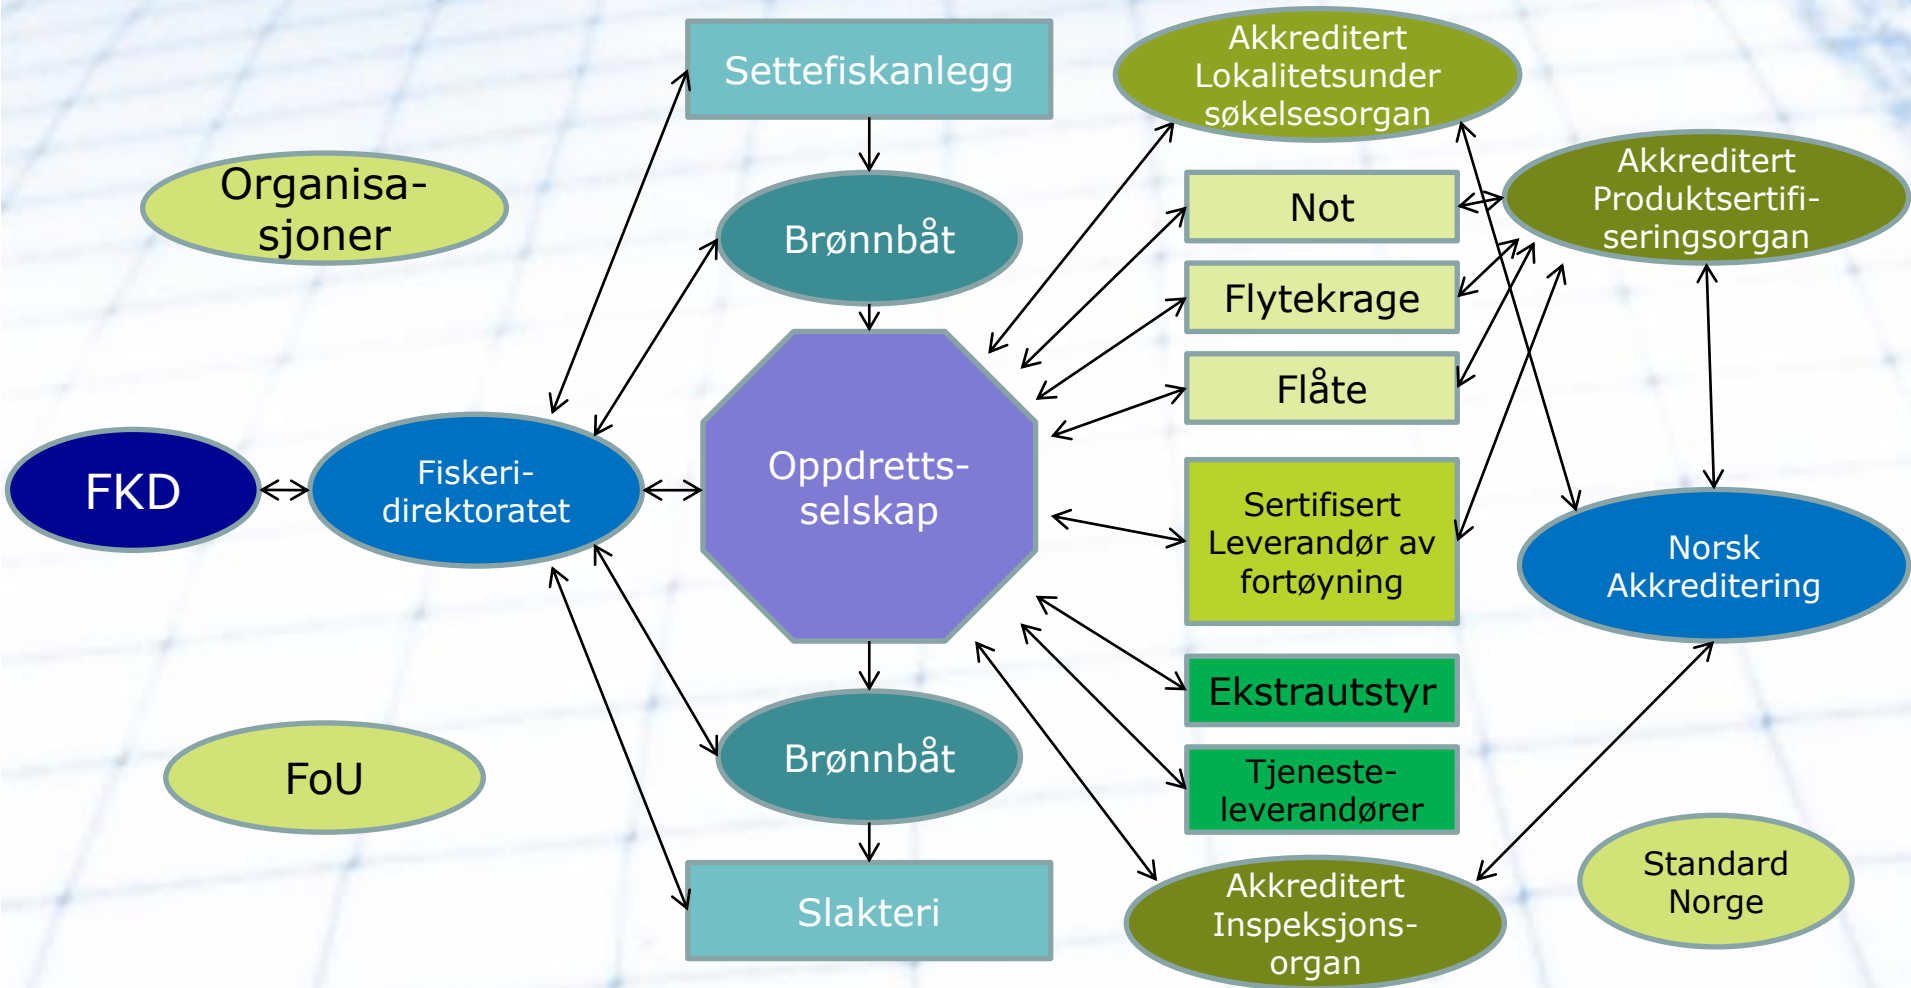 Settefiskanlegg
Akkreditert
Lokalitetsunder
søkelsesorgan
Organisa-
sjoner
Brønnbåt
Not
Akkreditert
Produktsertifi-
seringsorgan
Flytekrage
Flåte
FKD
Fiskeri-
direktoratet
Oppdretts-
selskap
Sertifisert
Leverandør av
fortøyning
Norsk
Akkreditering
Ekstrautstyr
FoU
Brønnbåt
Tjeneste-
leverandører
Slakteri
Akkreditert
Inspeksjons-
organ
Standard
Norge